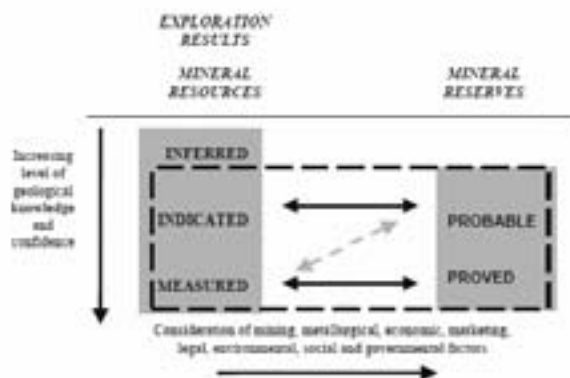 EXPLORATION
RESULTS
MINERAL
RESOURCES
MINERAL
RESERVES
Increasing
level of
geological
knowledge
and
confidence
INFERRED
INDICATED
MEASURED
PROBABLE
PROVED
Consideration of mining, metallurgical, economic, marketing,
legal, environmental, social and governmental factors